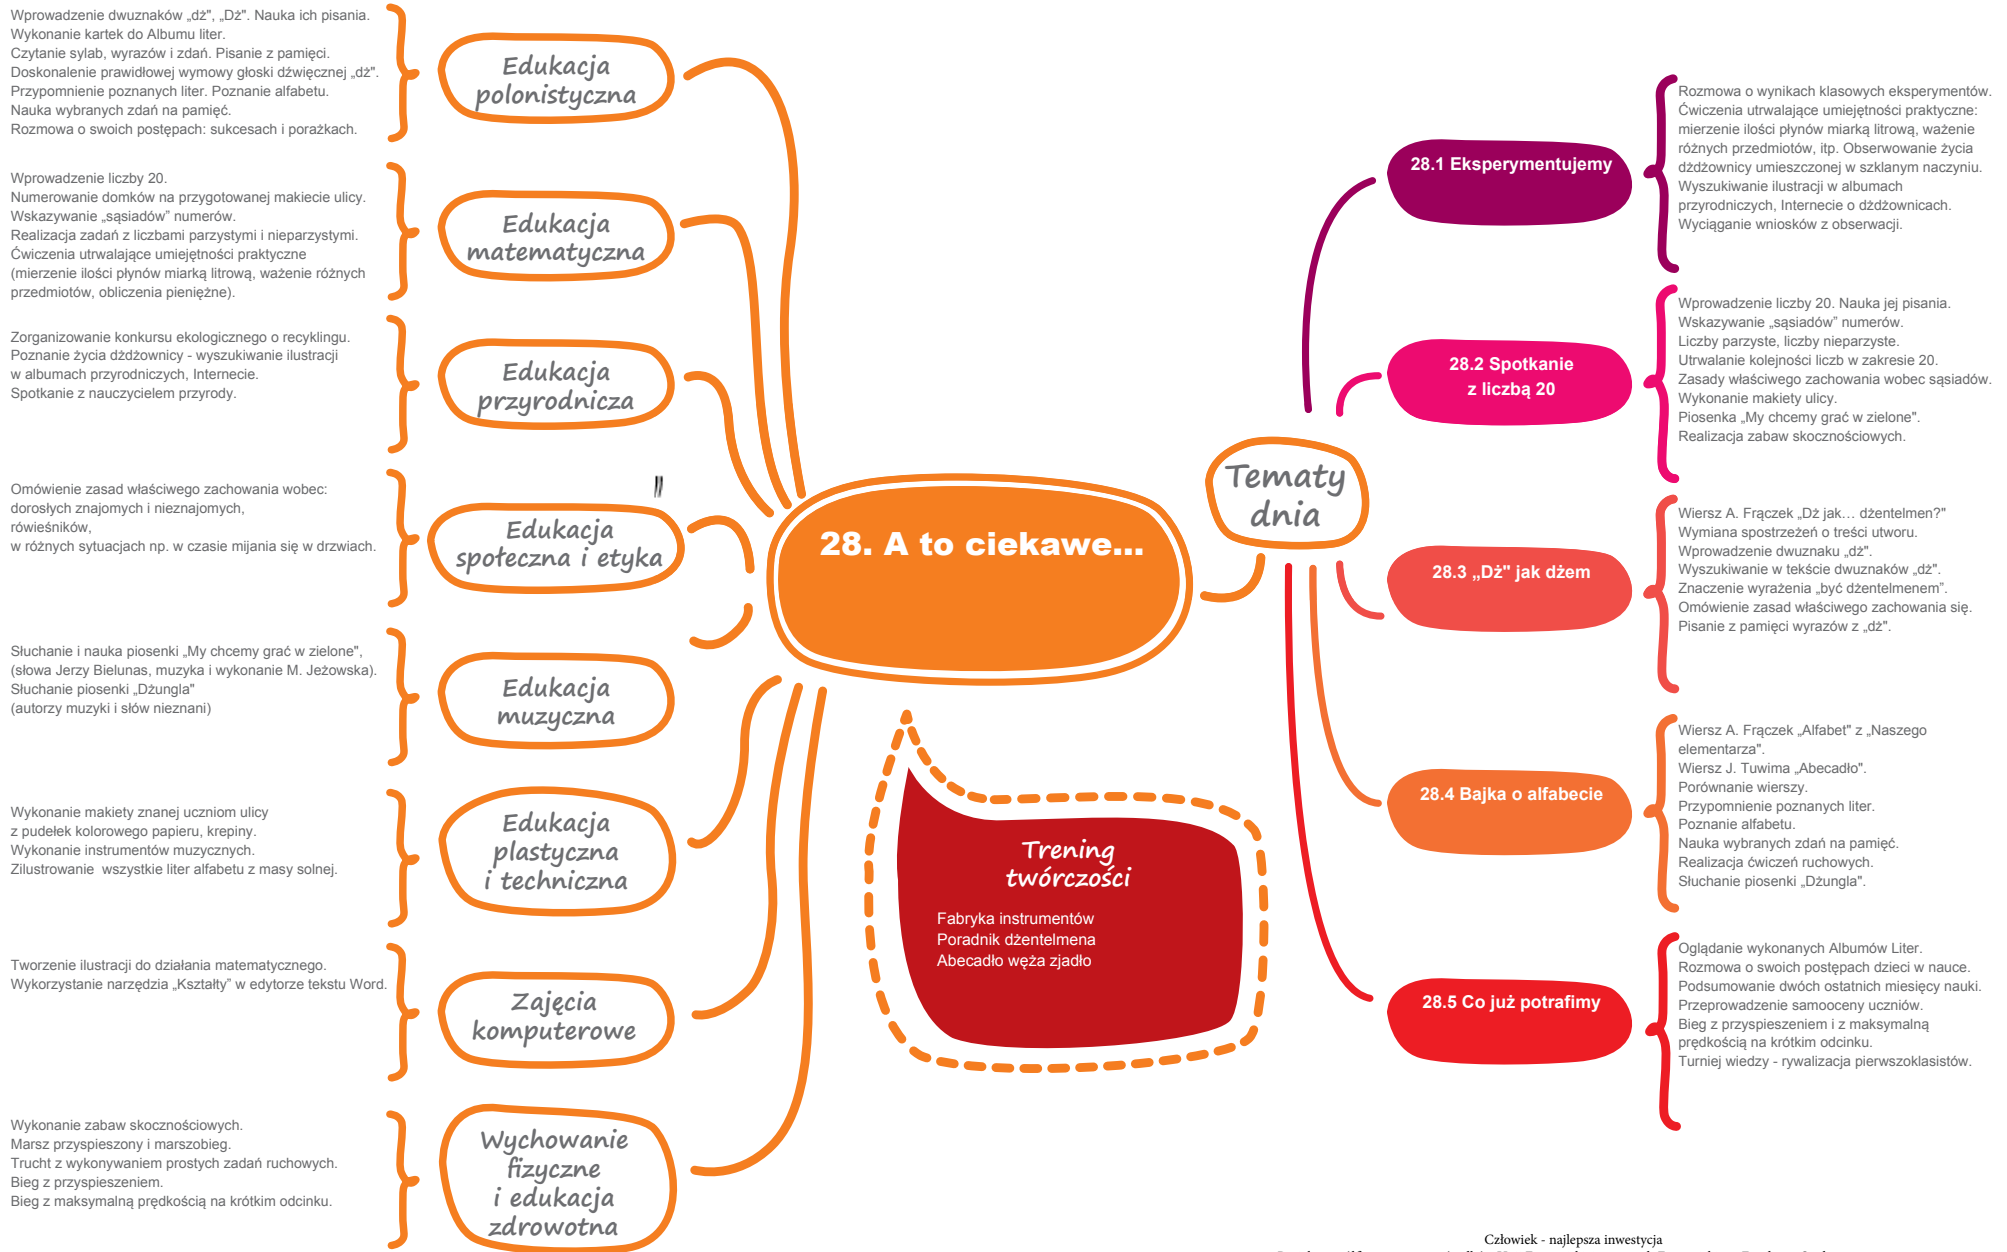 Wprowadzenie dwuznaków „dż", „Dż". Nauka ich pisania.
Wykonanie kartek do Albumu liter.
Czytanie sylab, wyrazów i zdań. Pisanie z pamięci.
Doskonalenie prawidłowej wymowy głoski dźwięcznej „dż".
Przypomnienie poznanych liter. Poznanie alfabetu.
Nauka wybranych zdań na pamięć.
Rozmowa o swoich postępach: sukcesach i porażkach.
Edukacja
polonistyczna
Wprowadzenie liczby 20.
Numerowanie domków na przygotowanej makiecie ulicy.
Wskazywanie „sąsiadów” numerów.
Realizacja zadań z liczbami parzystymi i nieparzystymi.
Ćwiczenia utrwalające umiejętności praktyczne
(mierzenie ilości płynów miarką litrową, ważenie różnych
przedmiotów, obliczenia pieniężne).
Edukacja
matematyczna
Zorganizowanie konkursu ekologicznego o recyklingu.
Poznanie życia dżdżownicy - wyszukiwanie ilustracji
w albumach przyrodniczych, Internecie.
Spotkanie z nauczycielem przyrody.
Edukacja
przyrodnicza
Omówienie zasad właściwego zachowania wobec:
dorosłych znajomych i nieznajomych,
rówieśników,
w różnych sytuacjach np. w czasie mijania się w drzwiach.
Edukacja
społeczna i etyka
Słuchanie i nauka piosenki „My chcemy grać w zielone",
(słowa Jerzy Bielunas, muzyka i wykonanie M. Jeżowska).
Słuchanie piosenki „Dżungla"
(autorzy muzyki i słów nieznani)
Edukacja
muzyczna
Wykonanie makiety znanej uczniom ulicy
z pudełek kolorowego papieru, krepiny.
Wykonanie instrumentów muzycznych.
Zilustrowanie  wszystkie liter alfabetu z masy solnej.
Edukacja
plastyczna
i techniczna
Tworzenie ilustracji do działania matematycznego.
Wykorzystanie narzędzia „Kształty” w edytorze tekstu Word.
Zajęcia
komputerowe
Wykonanie zabaw skocznościowych.
Marsz przyspieszony i marszobieg.
Trucht z wykonywaniem prostych zadań ruchowych.
Bieg z przyspieszeniem.
Bieg z maksymalną prędkością na krótkim odcinku.
Wychowanie
fizyczne
i edukacja
zdrowotna
28. A to ciekawe...
Trening
twórczości
Fabryka instrumentów
Poradnik dżentelmena
Abecadło węża zjadło
Tematy
dnia
28.1 Eksperymentujemy
Rozmowa o wynikach klasowych eksperymentów.
Ćwiczenia utrwalające umiejętności praktyczne:
mierzenie ilości płynów miarką litrową, ważenie
różnych przedmiotów, itp. Obserwowanie życia
dżdżownicy umieszczonej w szklanym naczyniu.
Wyszukiwanie ilustracji w albumach
przyrodniczych, Internecie o dżdżownicach.
Wyciąganie wniosków z obserwacji.
28.2 Spotkanie
z liczbą 20
Wprowadzenie liczby 20. Nauka jej pisania.
Wskazywanie „sąsiadów” numerów.
Liczby parzyste, liczby nieparzyste.
Utrwalanie kolejności liczb w zakresie 20.
Zasady właściwego zachowania wobec sąsiadów.
Wykonanie makiety ulicy.
Piosenka „My chcemy grać w zielone".
Realizacja zabaw skocznościowych.
28.3 „Dż" jak dżem
Wiersz A. Frączek „Dż jak… dżentelmen?"
Wymiana spostrzeżeń o treści utworu.
Wprowadzenie dwuznaku „dż".
Wyszukiwanie w tekście dwuznaków „dż".
Znaczenie wyrażenia „być dżentelmenem”.
Omówienie zasad właściwego zachowania się.
Pisanie z pamięci wyrazów z „dż".
28.4 Bajka o alfabecie
Wiersz A. Frączek „Alfabet" z „Naszego
elementarza".
Wiersz J. Tuwima „Abecadło".
Porównanie wierszy.
Przypomnienie poznanych liter.
Poznanie alfabetu.
Nauka wybranych zdań na pamięć.
Realizacja ćwiczeń ruchowych.
Słuchanie piosenki „Dżungla".
28.5 Co już potrafimy
Oglądanie wykonanych Albumów Liter.
Rozmowa o swoich postępach dzieci w nauce.
Podsumowanie dwóch ostatnich miesięcy nauki.
Przeprowadzenie samooceny uczniów.
Bieg z przyspieszeniem i z maksymalną
prędkością na krótkim odcinku.
Turniej wiedzy - rywalizacja pierwszoklasistów.
Człowiek - najlepsza inwestycja